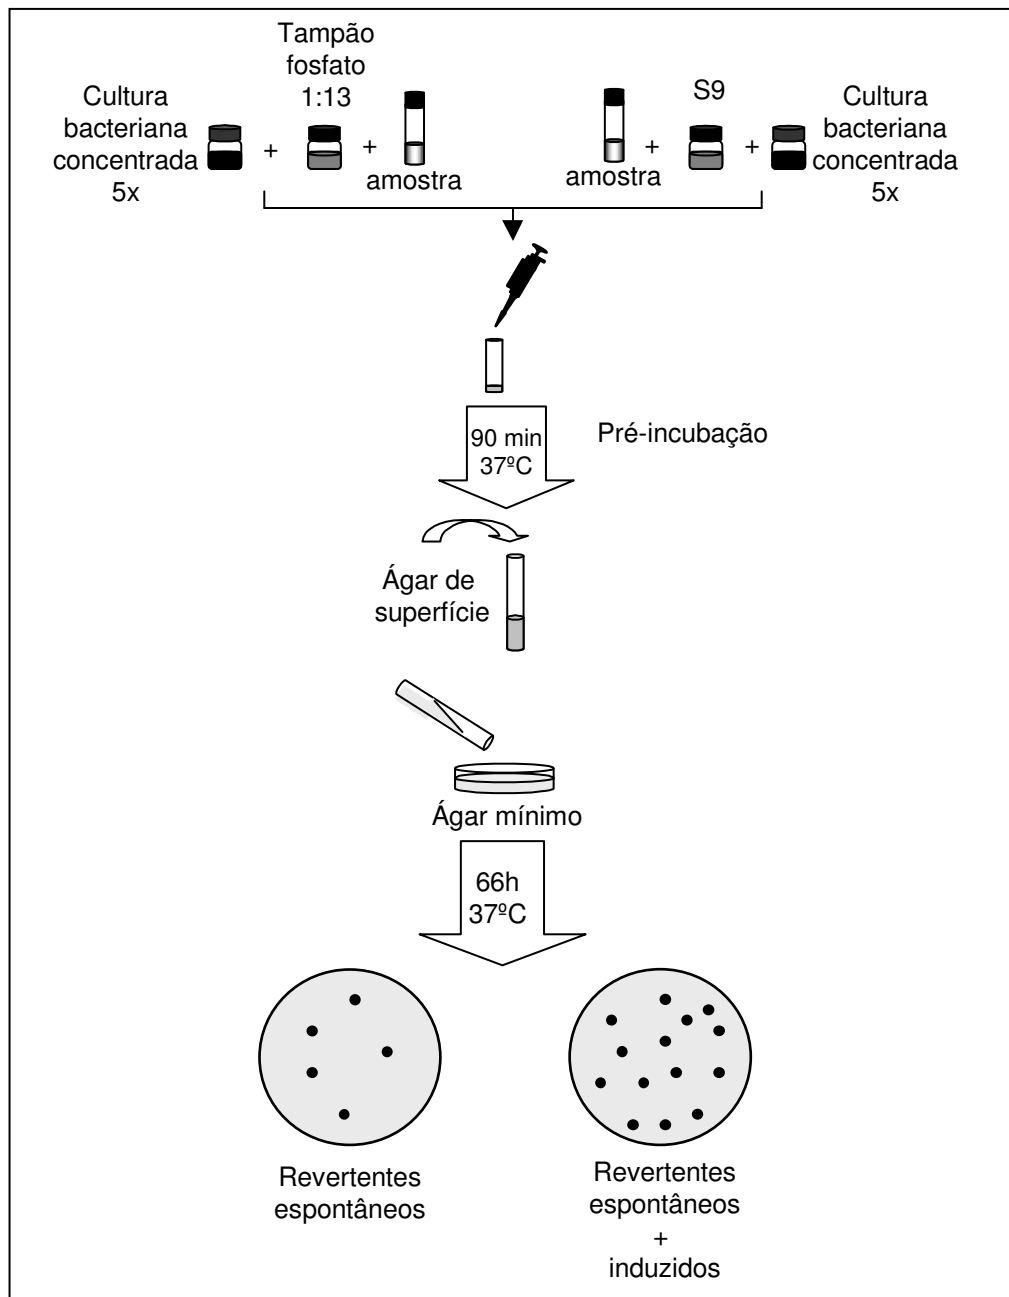 Tampão
fosfato
1:13
Cultura
bacteriana
concentrada
5x
+
+
amostra
S9
Cultura
bacteriana
concentrada
5x
+
+
amostra
90 min
37ºC
Pré-incubação
Ágar de
superfície
Ágar mínimo
66h
37ºC
Revertentes
espontâneos
Revertentes
espontâneos
+
induzidos